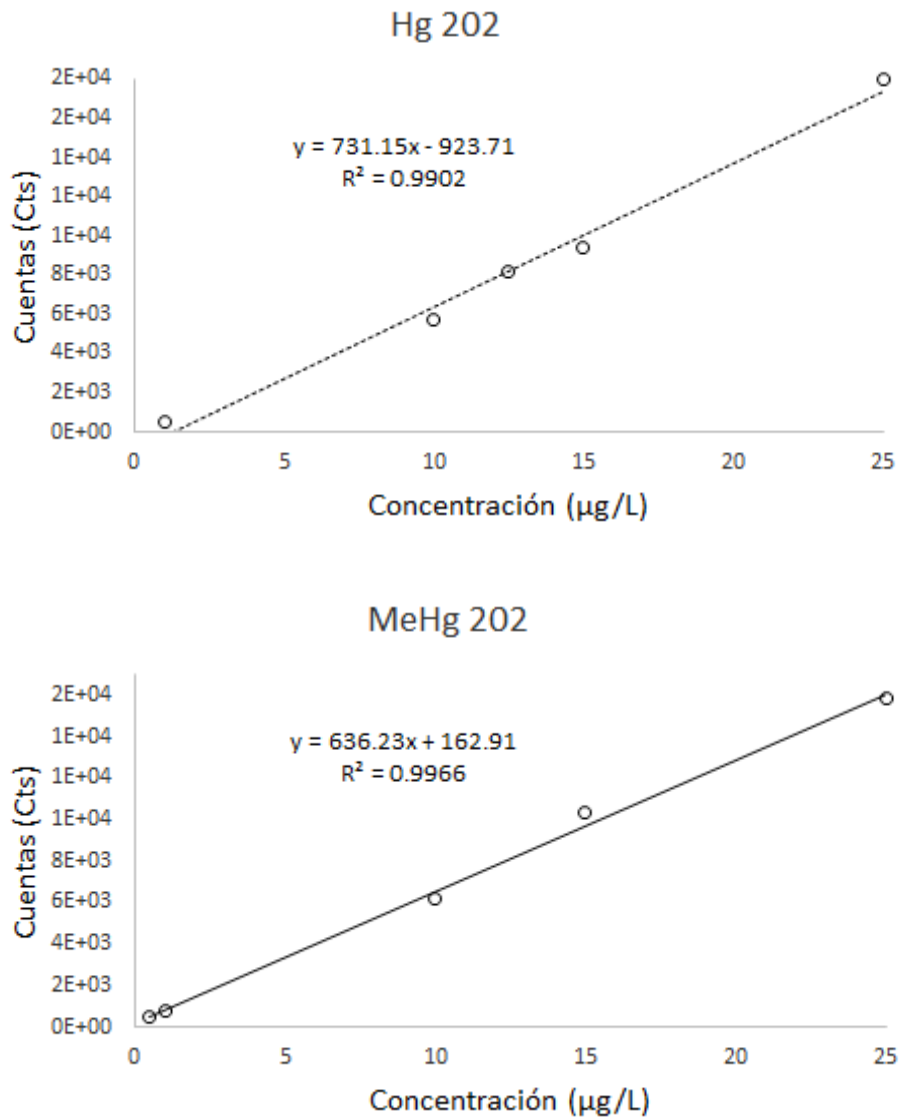 Hg 202
2E+04
2E+04
1E+04
1E+04
1E+04
8E+03
6E+03
4E+03
2E+03
0E+00
Cuentas (Cts)
y = 731.15x - 923.71
R² = 0.9902
0 5 10 15 20 25
Concentración (µg/L)
MeHg 202
2E+04
1E+04
1E+04
1E+04
8E+03
6E+03
4E+03
2E+03
0E+00
Cuentas (Cts)
y = 636.23x + 162.91
R² = 0.9966
0 5 10 15 20 25
Concentración (µg/L)